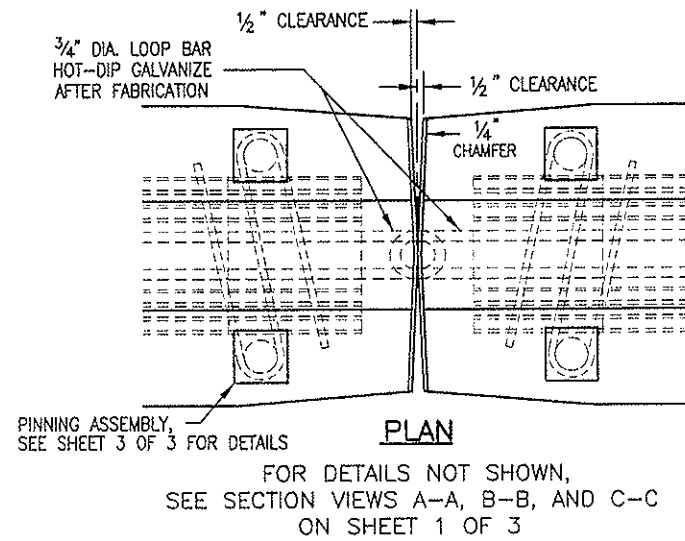 ½" CLEARANCE
¾" DIA. LOOP BAR
HOT-DIP GALVANIZE
AFTER FABRICATION
½" CLEARANCE
¼"
CHAMFER
PINNING ASSEMBLY,
SEE SHEET 3 OF 3 FOR DETAILS
PLAN
FOR DETAILS NOT SHOWN,
SEE SECTION VIEWS A-A, B-B, AND C-C
ON SHEET 1 OF 3